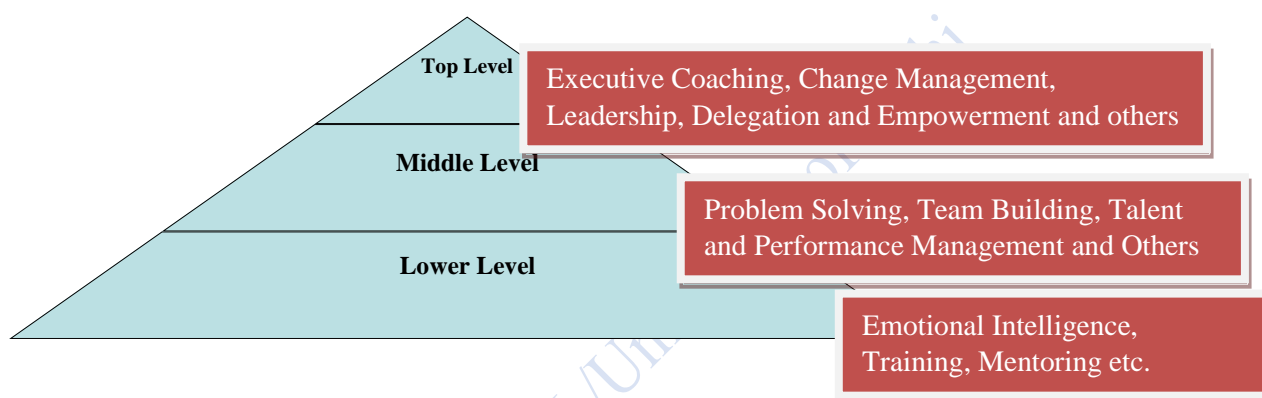 Top Level
Executive Coaching, Change Management,
Leadership, Delegation and Empowerment and others
Middle Level
Problem Solving, Team Building, Talent
and Performance Management and Others
Lower Level
Emotional Intelligence,
Training, Mentoring etc.